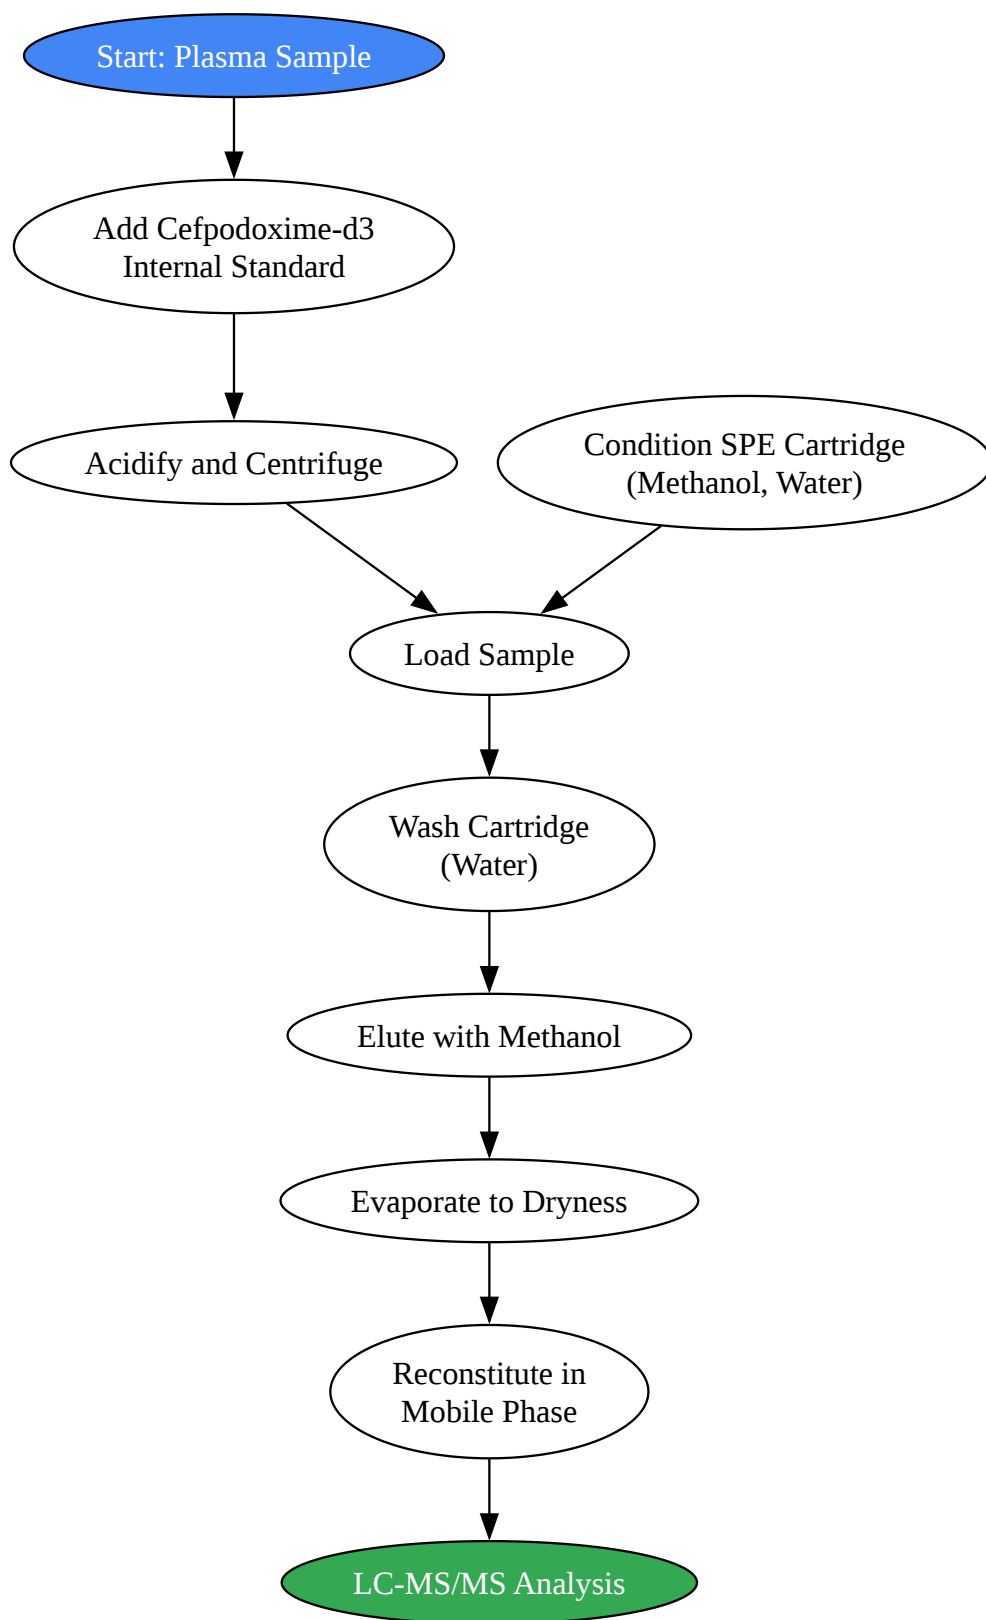 Start: Plasma Sample
Add Cefpodoxime-d3
Internal Standard
Acidify and Centrifuge
Condition SPE Cartridge
(Methanol, Water)
Load Sample
Wash Cartridge
(Water)
Elute with Methanol
Evaporate to Dryness
Reconstitute in
Mobile Phase
LC-MS/MS Analysis